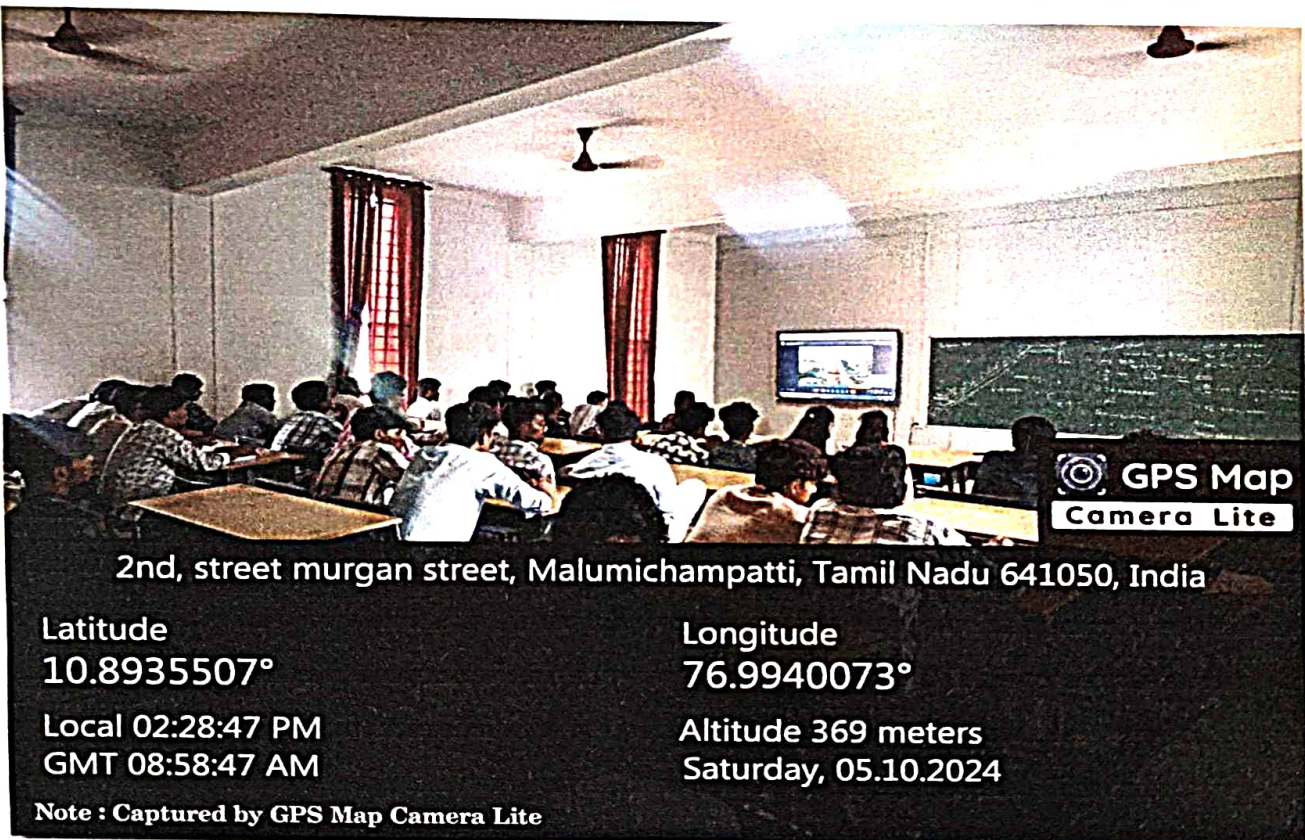 GPS Map
Camera Lite
2nd, street murgan street, Malumichampatti, Tamil Nadu 641050, India
Latitude
10.8935507°
Longitude
76.9940073°
Local 02:28:47 PM
GMT 08:58:47 AM
Altitude 369 meters
Saturday, 05.10.2024
Note : Captured by GPS Map Camera Lite